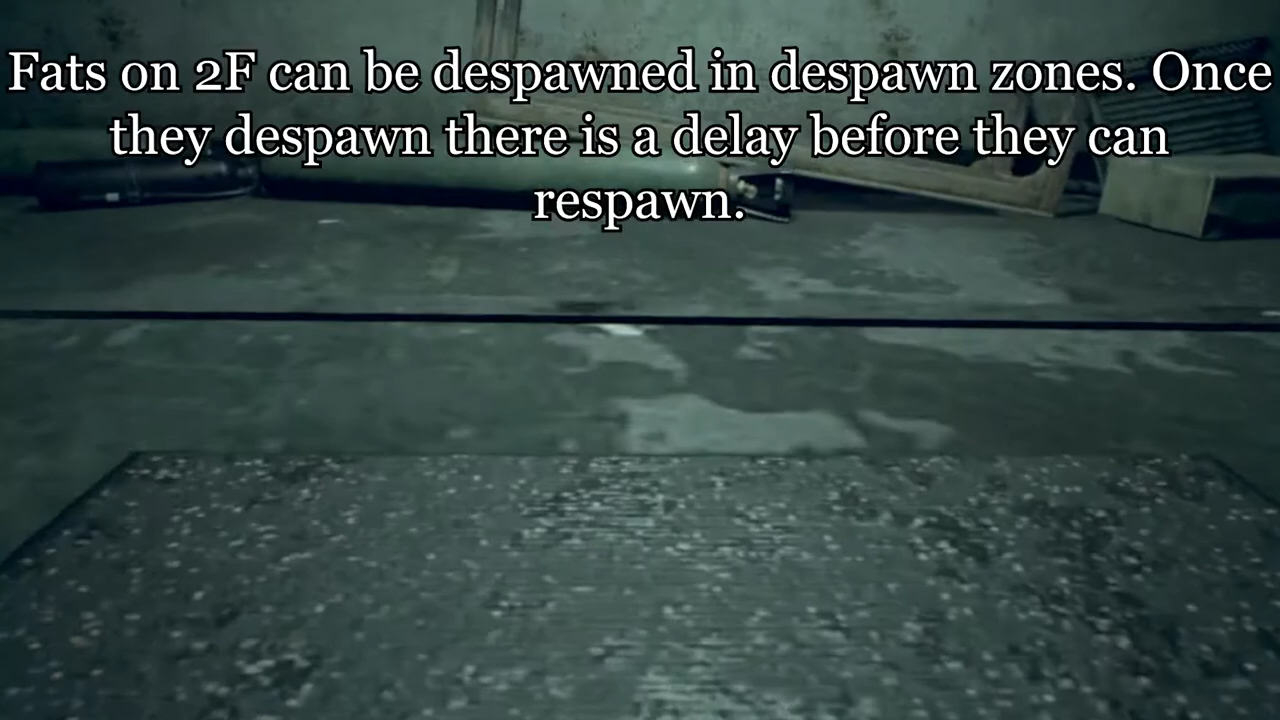 Fats on 2F can be despawned in despawn zones. Once
they despawn there is a delay before they can
respawn.